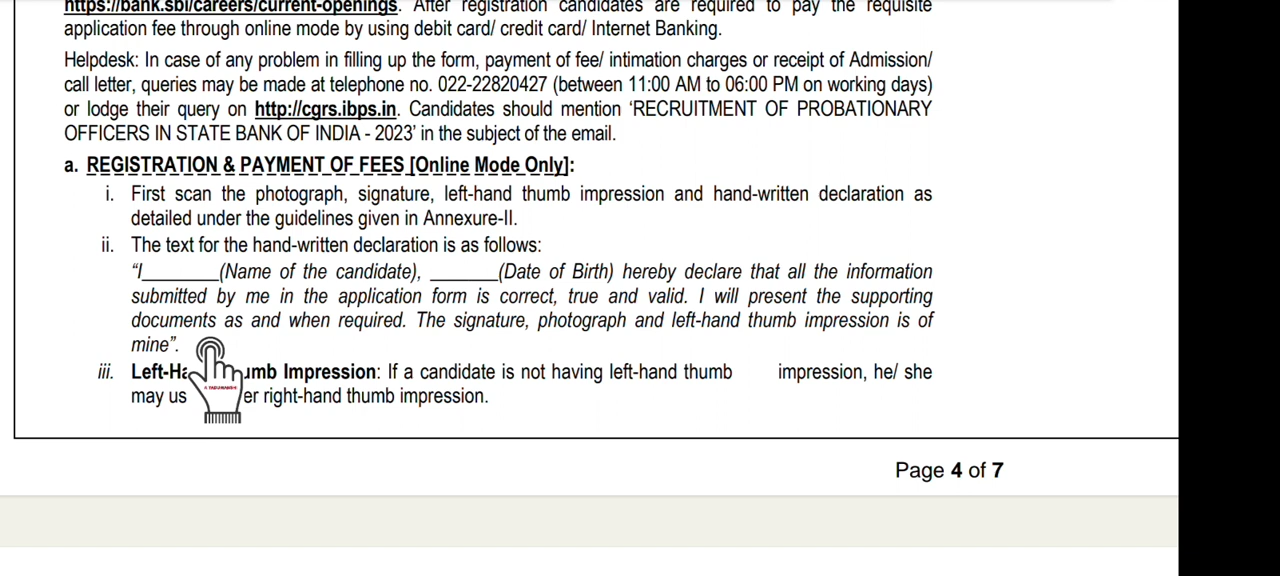 https://bank.sbi/careers/current-openings. After registration candidates are required to pay the requisite
application fee through online mode by using debit card/ credit card/ Internet Banking.
Helpdesk: In case of any problem in filling up the form, payment of fee/ intimation charges or receipt of Admission/
call letter, queries may be made at telephone no. 022-22820427 (between 11:00 AM to 06:00 PM on working days)
or lodge their query on http://cgrs.ibps.in. Candidates should mention ‘RECRUITMENT OF PROBATIONARY
OFFICERS IN STATE BANK OF INDIA - 2023’ in the subject of the email.
a. REGISTRATION & PAYMENT OF FEES [Online Mode Only]:
i. First scan the photograph, signature, left-hand thumb impression and hand-written declaration as
detailed under the guidelines given in Annexure-II.
ii. The text for the hand-written declaration is as follows:
“I_______(Name of the candidate), ______(Date of Birth) hereby declare that all the information
submitted by me in the application form is correct, true and valid. I will present the supporting
documents as and when required. The signature, photograph and left-hand thumb impression is of
mine”.
iii. Left-Ha umb Impression: If a candidate is not having left-hand thumb impression, he/ she
may us er right-hand thumb impression.
Page 4 of 7